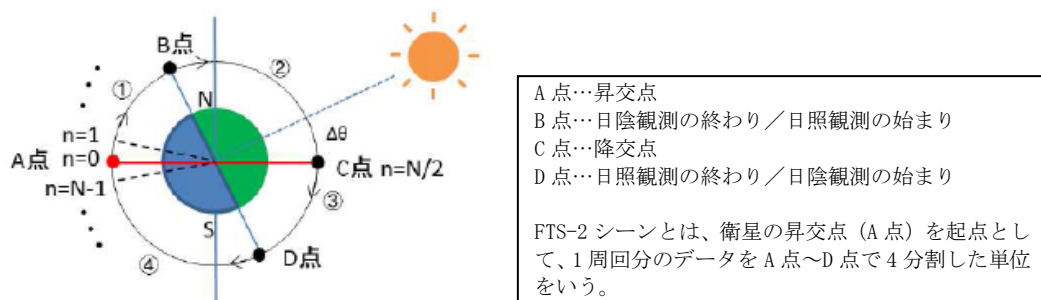 B点
②
①
N
n=1
Δθ
A点 n=0
C点 n=N/2
n=N-1
③
S
④
D点
A 点…昇交点
B 点…日陰観測の終わり／日照観測の始まり
C 点…降交点
D 点…日照観測の終わり／日陰観測の始まり
FTS-2 シーンとは、衛星の昇交点（A 点）を起点とし
て、1 周回分のデータを A 点～D 点で 4 分割した単位
をいう。